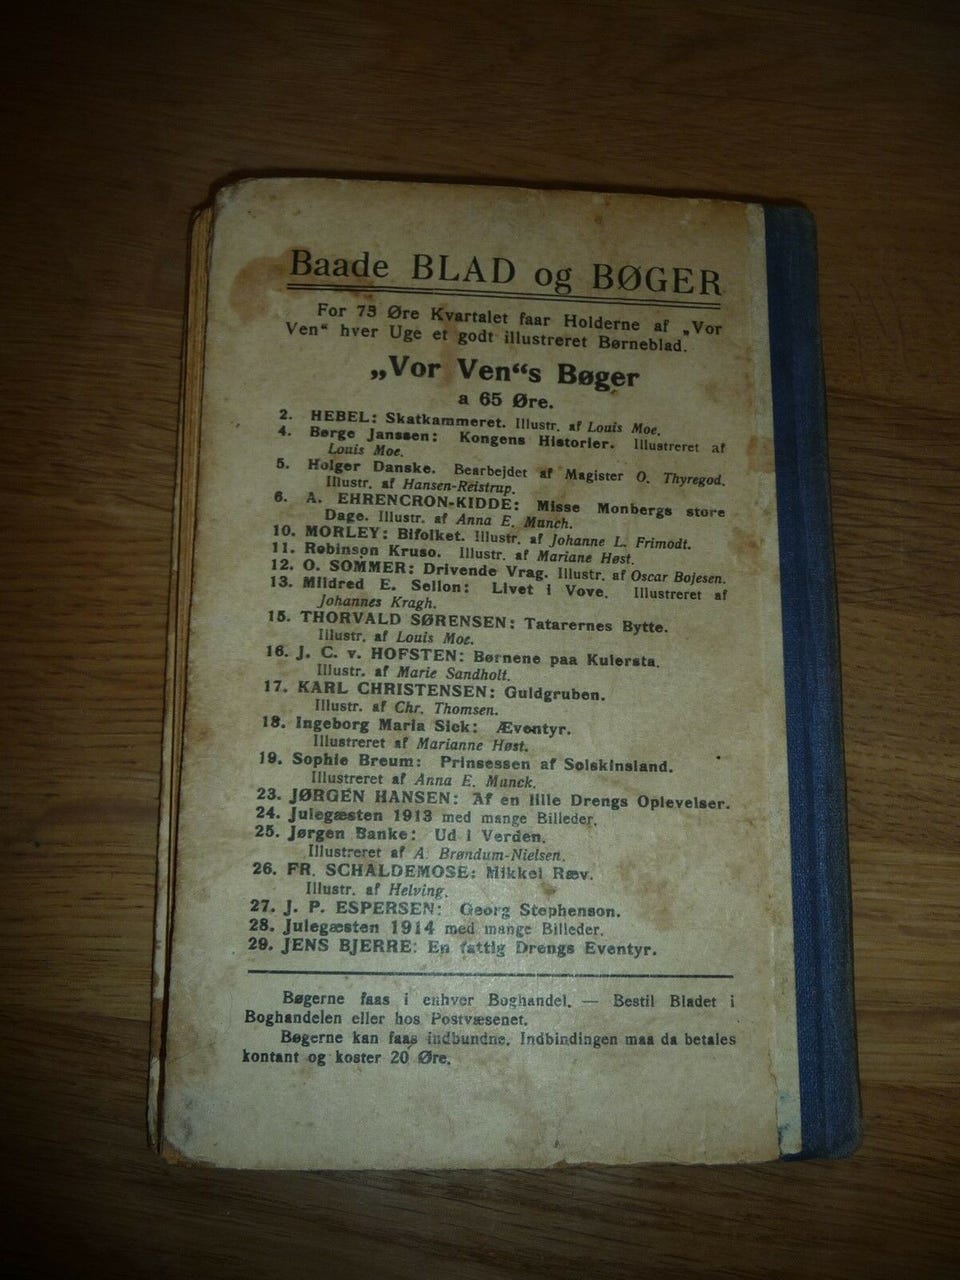 Baade BLAD og BØGER
For 73 Øre Kvartalet faar Holderne af „Vor
Ven“ hver Uge et godt illustreret Børneblad.
„Vor Ven“s Bøger
a 65 Øre.
2. HEBEL: Skatkammeret. Illustr. af Louis Moe.
4. Børge Janssen: Kongens Historier. Illustreret af
Louis Moe.
5. Holger Danske. Bearbejdet af Magister O. Thyregod.
Illustr. af Hansen-Reistrup.
6. A. EHRENCRON-KIDDE: Misse Monbergs store
Dage. Illustr. af Anna E. Munch.
10. MORLEY: Bifolket. Illustr. af Johanne L. Frimodt.
11. Robinson Kruso. Illustr. af Mariane Høst.
12. O. SOMMER: Drivende Vrag. Illustr. af Oscar Bojesen.
13. Mildred E. Sellon: Livet i Vove. Illustreret af
Johannes Kragh.
15. THORVALD SØRENSEN: Tatarernes Bytte.
Illustr. af Louis Moe.
16. J. C. v. HOFSTEN: Børnene paa Kulersta.
Illustr. af Marie Sandholt.
17. KARL CHRISTENSEN: Guldgruben.
Illustr. af Chr. Thomsen.
18. Ingeborg Maria Sick: Æventyr.
Illustreret af Marianne Høst.
19. Sophie Breum: Prinsessen af Solskinsland.
Illustreret af Anna E. Munck.
23. JØRGEN HANSEN: Af en lille Drengs Oplevelser.
24. Julegæsten 1913 med mange Billeder.
25. Jørgen Banke: Ud i Verden.
Illustreret af A. Brøndum-Nielsen.
26. FR. SCHALDEMOSE: Mikkel Ræv.
Illustr. af Helving.
27. J. P. ESPERSEN: Georg Stephenson.
28. Julegæsten 1914 med mange Billeder.
29. JENS BJERRE: En fattig Drengs Eventyr.
Bøgerne faas i enhver Boghandel. — Bestil Bladet i
Boghandelen eller hos Postvæsenet.
Bøgerne kan faas indbundne. Indbindingen maa da betales
kontant og koster 20 Øre.